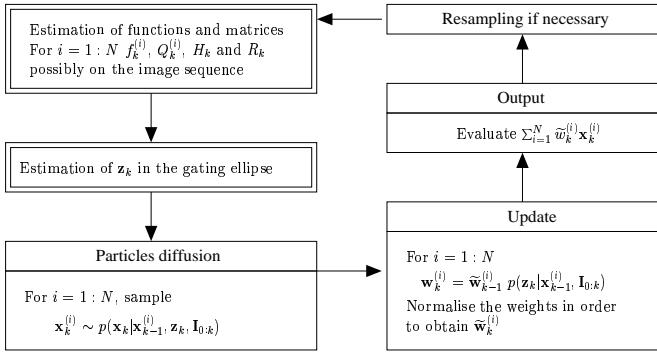 Estimation of functions and matrices
For i = 1 : N f_k^{(i)}, Q_k^{(i)}, H_k and R_k
possibly on the image sequence
Estimation of z_k in the gating ellipse
Particles diffusion
For i = 1 : N, sample
x_k^{(i)} ∼ p(x_k|x_{k−1}^{(i)}, z_k, I_{0:k})
Update
For i = 1 : N
w_k^{(i)} = w̃_{k−1}^{(i)} p(z_k|x_{k−1}^{(i)}, I_{0:k})
Normalise the weights in order
to obtain w̃_k^{(i)}
Output
Evaluate ∑_{i=1}^N w̃_k^{(i)} x_k^{(i)}
Resampling if necessary